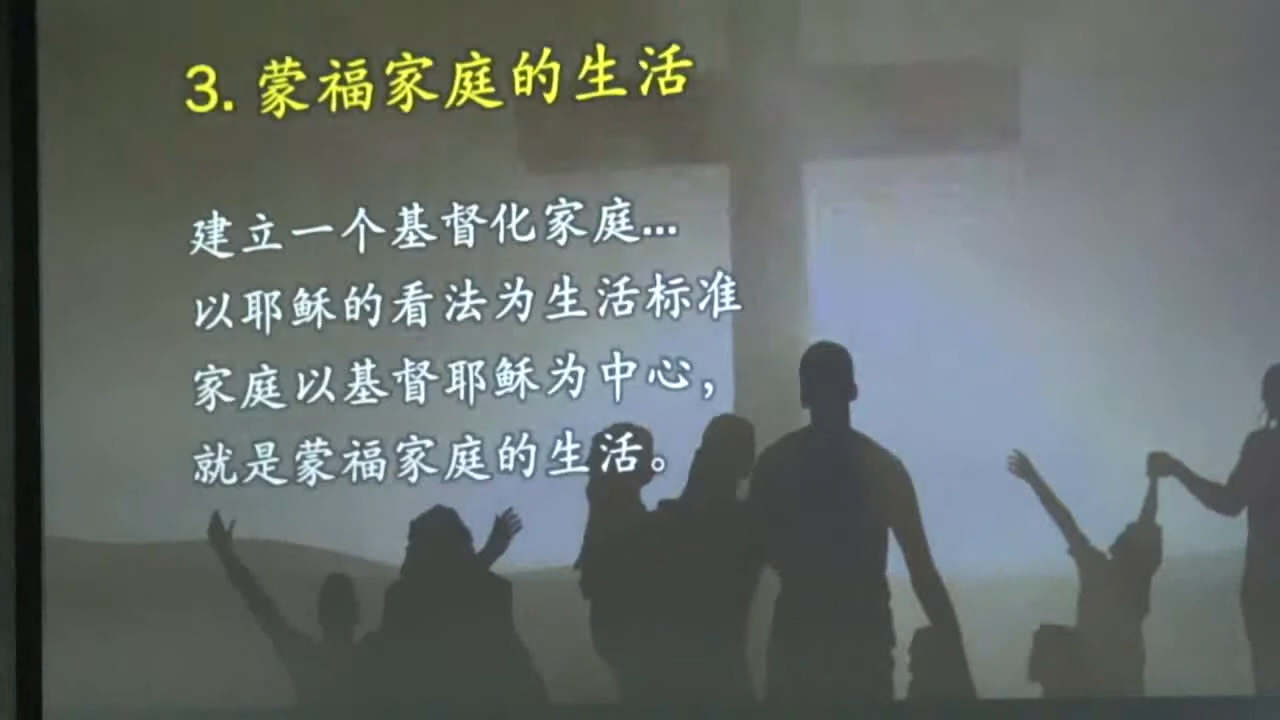 3. 蒙福家庭的生活
建立一个基督化家庭...
以耶稣的看法为生活标准
家庭以基督耶稣为中心，
就是蒙福家庭的生活。